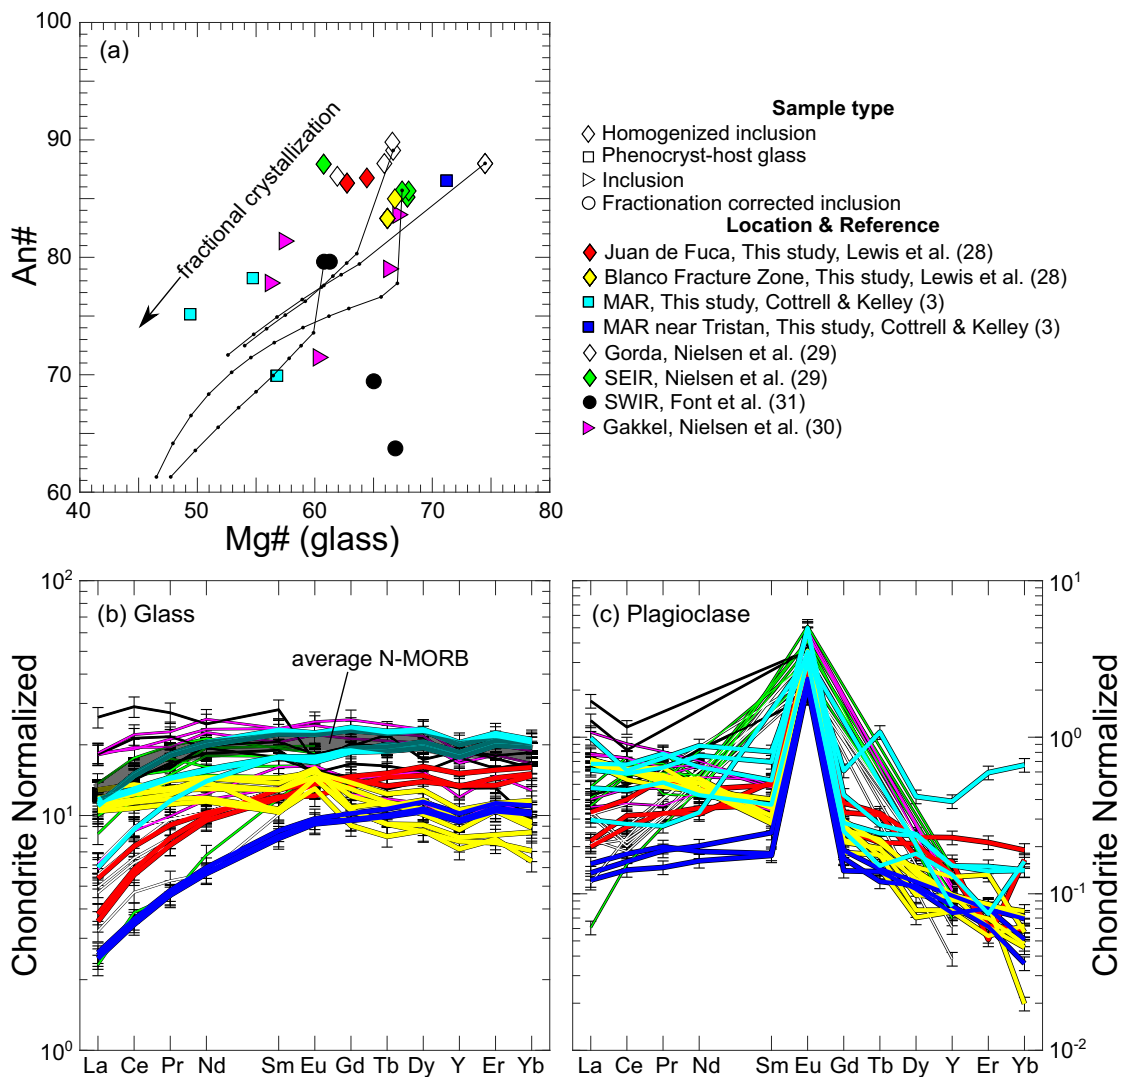 100
90
80
70
60
An#
(a)
fractional crystallization
40
50
60
70
80
Mg# (glass)
Sample type
Homogenized inclusion
Phenocryst-host glass
Inclusion
Fractionation corrected inclusion
Location & Reference
Juan de Fuca, This study, Lewis et al. (28)
Blanco Fracture Zone, This study, Lewis et al. (28)
MAR, This study, Cottrell & Kelley (3)
MAR near Tristan, This study, Cottrell & Kelley (3)
Gorda, Nielsen et al. (29)
SEIR, Nielsen et al. (29)
SWIR, Font et al. (31)
Gakkel, Nielsen et al. (30)
10²
10¹
10⁰
Chondrite Normalized
(b) Glass
average N-MORB
La Ce Pr Nd Sm Eu Gd Tb Dy Y Er Yb
(c) Plagioclase
10¹
10⁰
10⁻¹
10⁻²
Chondrite Normalized
La Ce Pr Nd Sm Eu Gd Tb Dy Y Er Yb